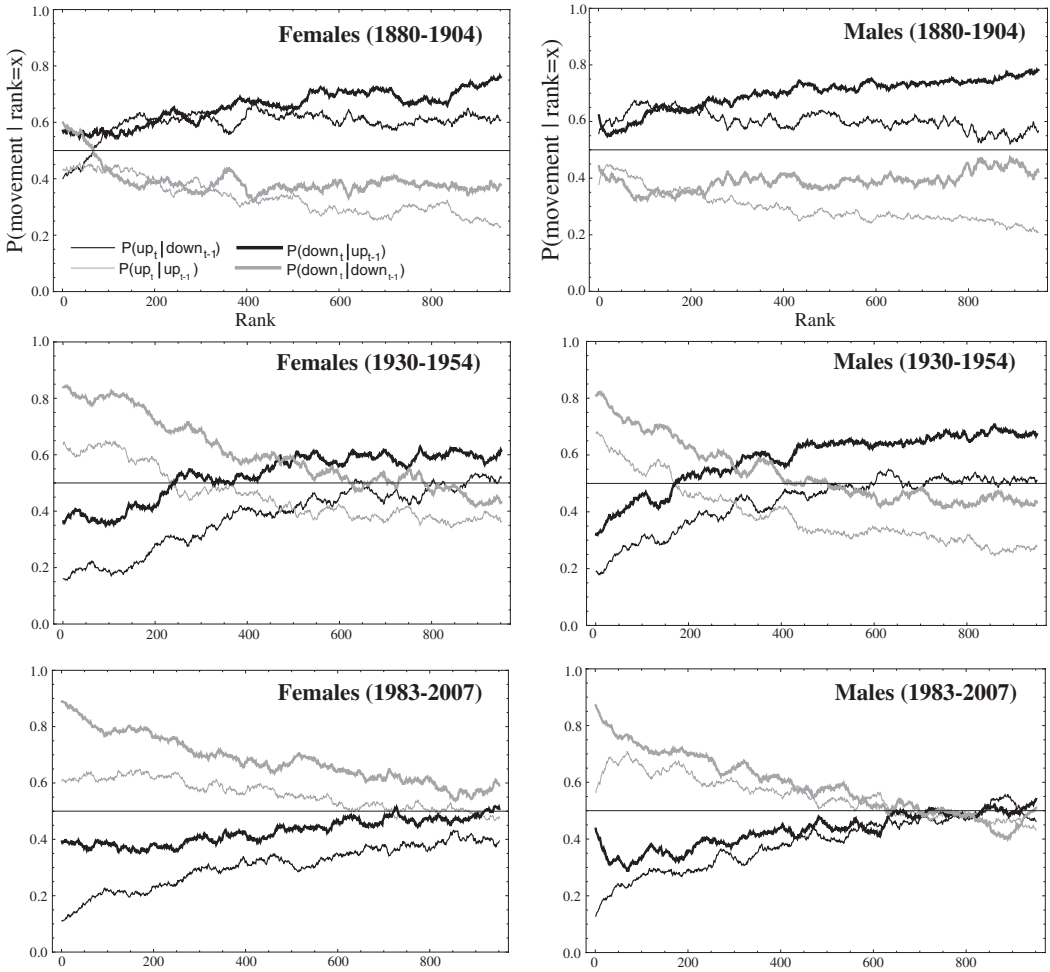 Females (1880-1904)
P(movement | rank=x)
1.0
0.8
0.6
0.4
0.2
0.0
P(up_t|down_{t-1})
P(down_t|up_{t-1})
P(up_t|up_{t-1})
P(down_t|down_{t-1})
0 200 400 600 800
Rank
Males (1880-1904)
P(movement | rank=x)
1.0
0.8
0.6
0.4
0.2
0.0
0 200 400 600 800
Rank
Females (1930-1954)
1.0
0.8
0.6
0.4
0.2
0.0
0 200 400 600 800
Males (1930-1954)
1.0
0.8
0.6
0.4
0.2
0.0
0 200 400 600 800
Females (1983-2007)
1.0
0.8
0.6
0.4
0.2
0.0
0 200 400 600 800
Males (1983-2007)
1.0
0.8
0.6
0.4
0.2
0.0
0 200 400 600 800